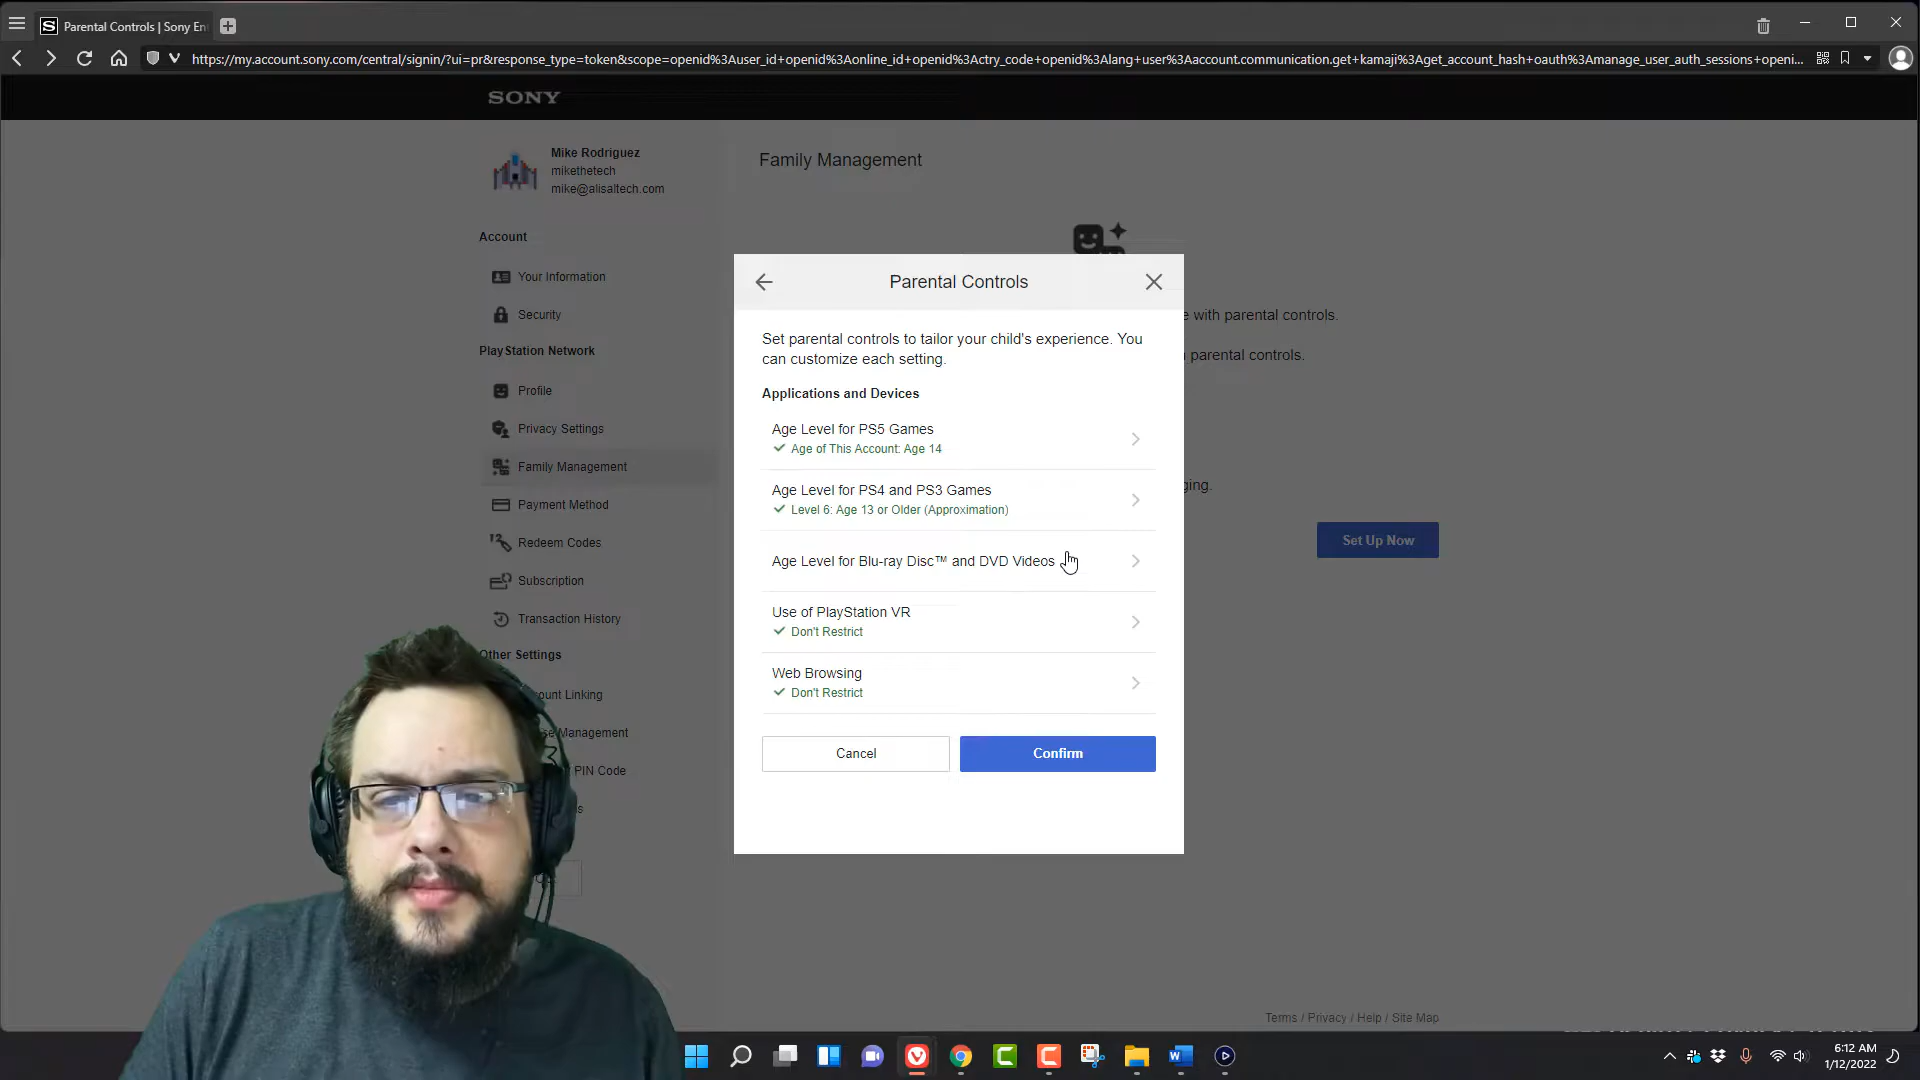 Parental Controls | Sony En
https://my.account.sony.com/central/signin/?ui=pr&response_type=token&scope=openid%3Auser_id+openid%3Aonline_id+openid%3Actry_code+openid%3Alang+user%3Aaccount.communication.get+kamaji%3Aget_account_hash+oauth%3Amanage_user_auth_sessions+openi...
SONY
Mike Rodriguez
mikethetech
mike@alisaltech.com
Account
Your Information
Security
PlayStation Network
Profile
Privacy Settings
Family Management
Payment Method
Redeem Codes
Subscription
Transaction History
Other Settings
ount Linking
se Management
PIN Code
s
Family Management
e with parental controls.
parental controls.
ging.
Set Up Now
Parental Controls
Set parental controls to tailor your child's experience. You
can customize each setting.
Applications and Devices
Age Level for PS5 Games
Age of This Account: Age 14
Age Level for PS4 and PS3 Games
Level 6: Age 13 or Older (Approximation)
Age Level for Blu-ray Disc™ and DVD Videos
Use of PlayStation VR
Don't Restrict
Web Browsing
Don't Restrict
Cancel
Confirm
Terms / Privacy / Help / Site Map
6:12 AM
1/12/2022